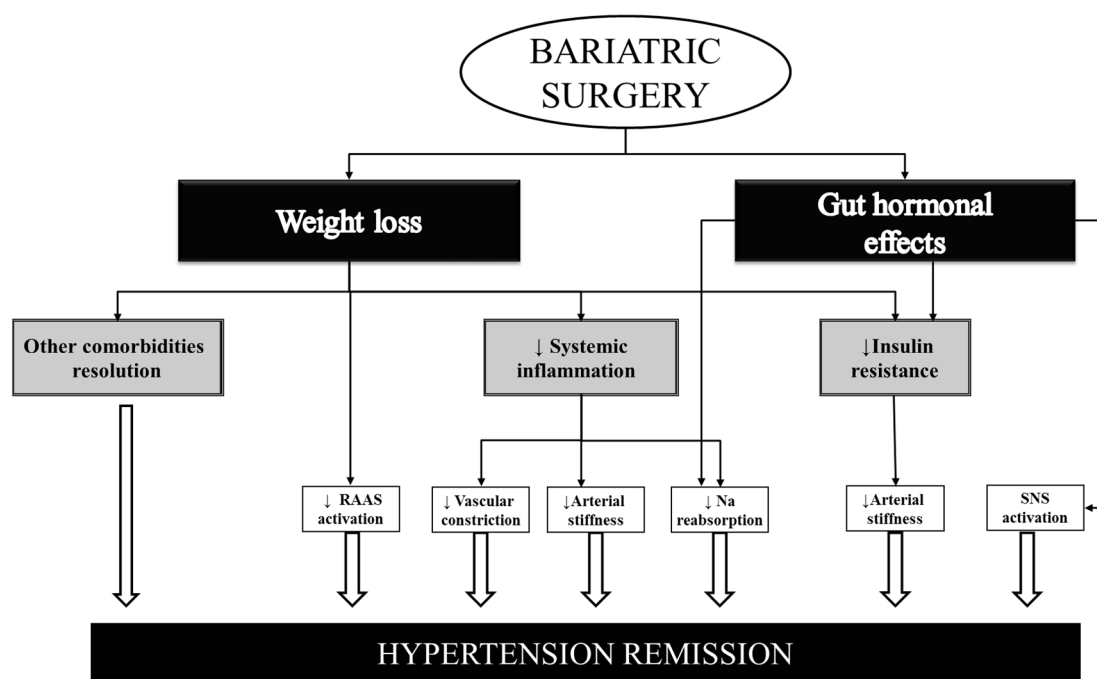 BARIATRIC
SURGERY
Weight loss
Gut hormonal
effects
Other comorbidities
resolution
↓ Systemic
inflammation
↓Insulin
resistance
↓ RAAS
activation
↓ Vascular
constriction
↓Arterial
stiffness
↓ Na
reabsorption
↓Arterial
stiffness
SNS
activation
HYPERTENSION REMISSION